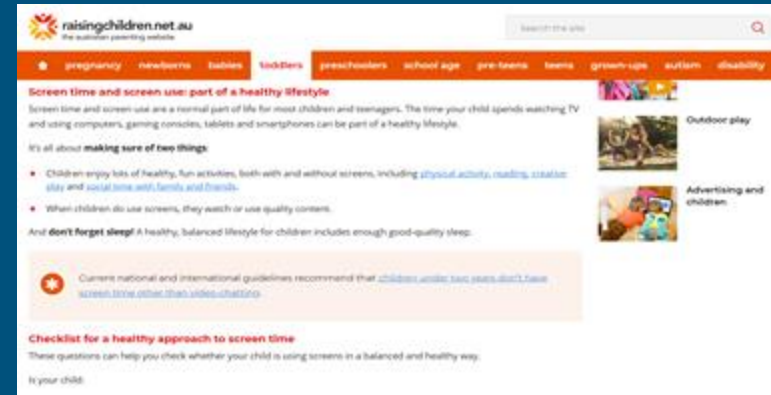 raisingchildren.net.au
the australian parenting website
Search the site
pregnancy newborns babies toddlers preschoolers school age pre-teens teens grown-ups autism disability
Screen time and screen use: part of a healthy lifestyle
Screen time and screen use are a normal part of life for most children and teenagers. The time your child spends watching TV
and using computers, gaming consoles, tablets and smartphones can be part of a healthy lifestyle.
It's all about making sure of two things:
Children enjoy lots of healthy, fun activities, both with and without screens, including physical activity, reading, creative
play and social time with family and friends.
When children do use screens, they watch or use quality content.
And don't forget sleep! A healthy, balanced lifestyle for children includes enough good-quality sleep.
Current national and international guidelines recommend that children under two years don't have
screen time other than video-chatting.
Checklist for a healthy approach to screen time
These questions can help you check whether your child is using screens in a balanced and healthy way.
Is your child:
Outdoor play
Advertising and
children